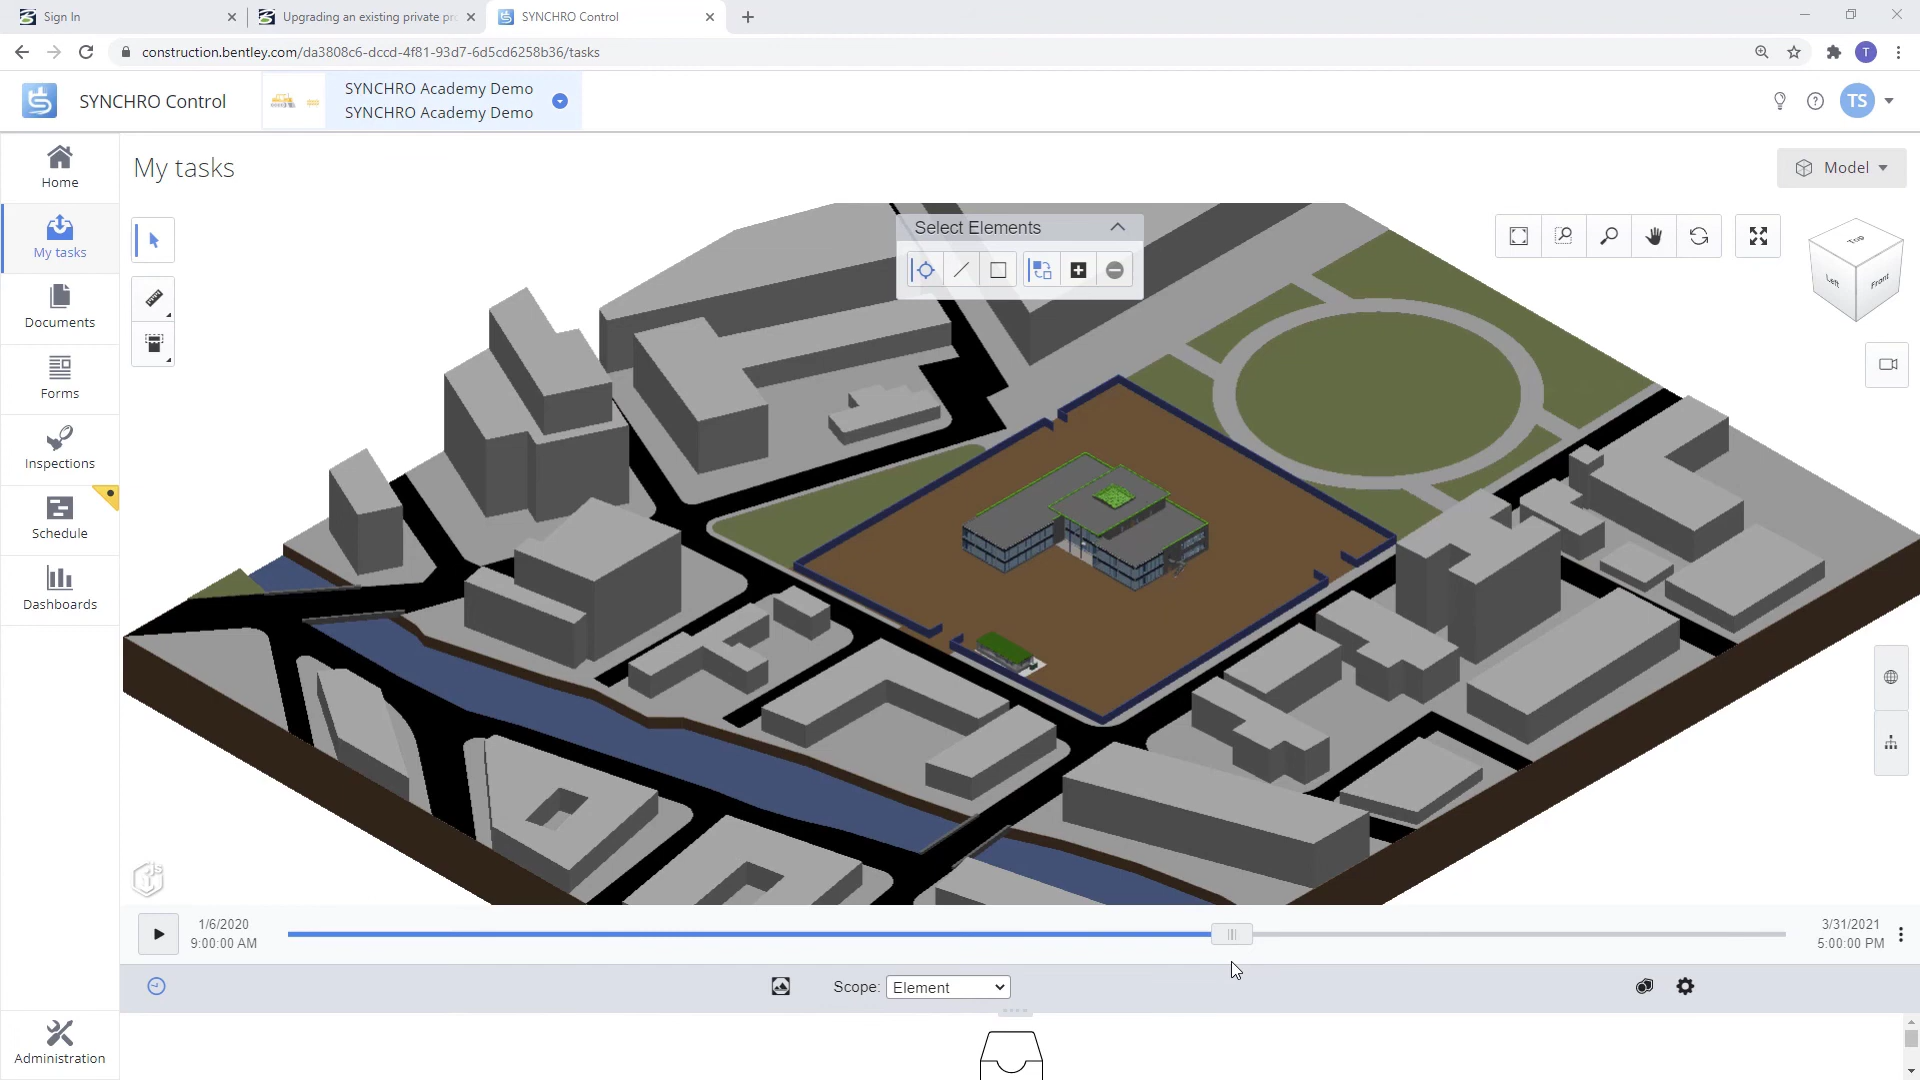 Sign In
Upgrading an existing private pr
SYNCHRO Control
construction.bentley.com/da3808c6-dccd-4f81-93d7-6d5cd6258b36/tasks
T
SYNCHRO Control
SYNCHRO Academy Demo
SYNCHRO Academy Demo
TS
Home
My tasks
Documents
Forms
Inspections
Schedule
Dashboards
Administration
My tasks
Model
Select Elements
Top
Left
Front
1/6/2020
9:00:00 AM
3/31/2021
5:00:00 PM
Scope:
Element